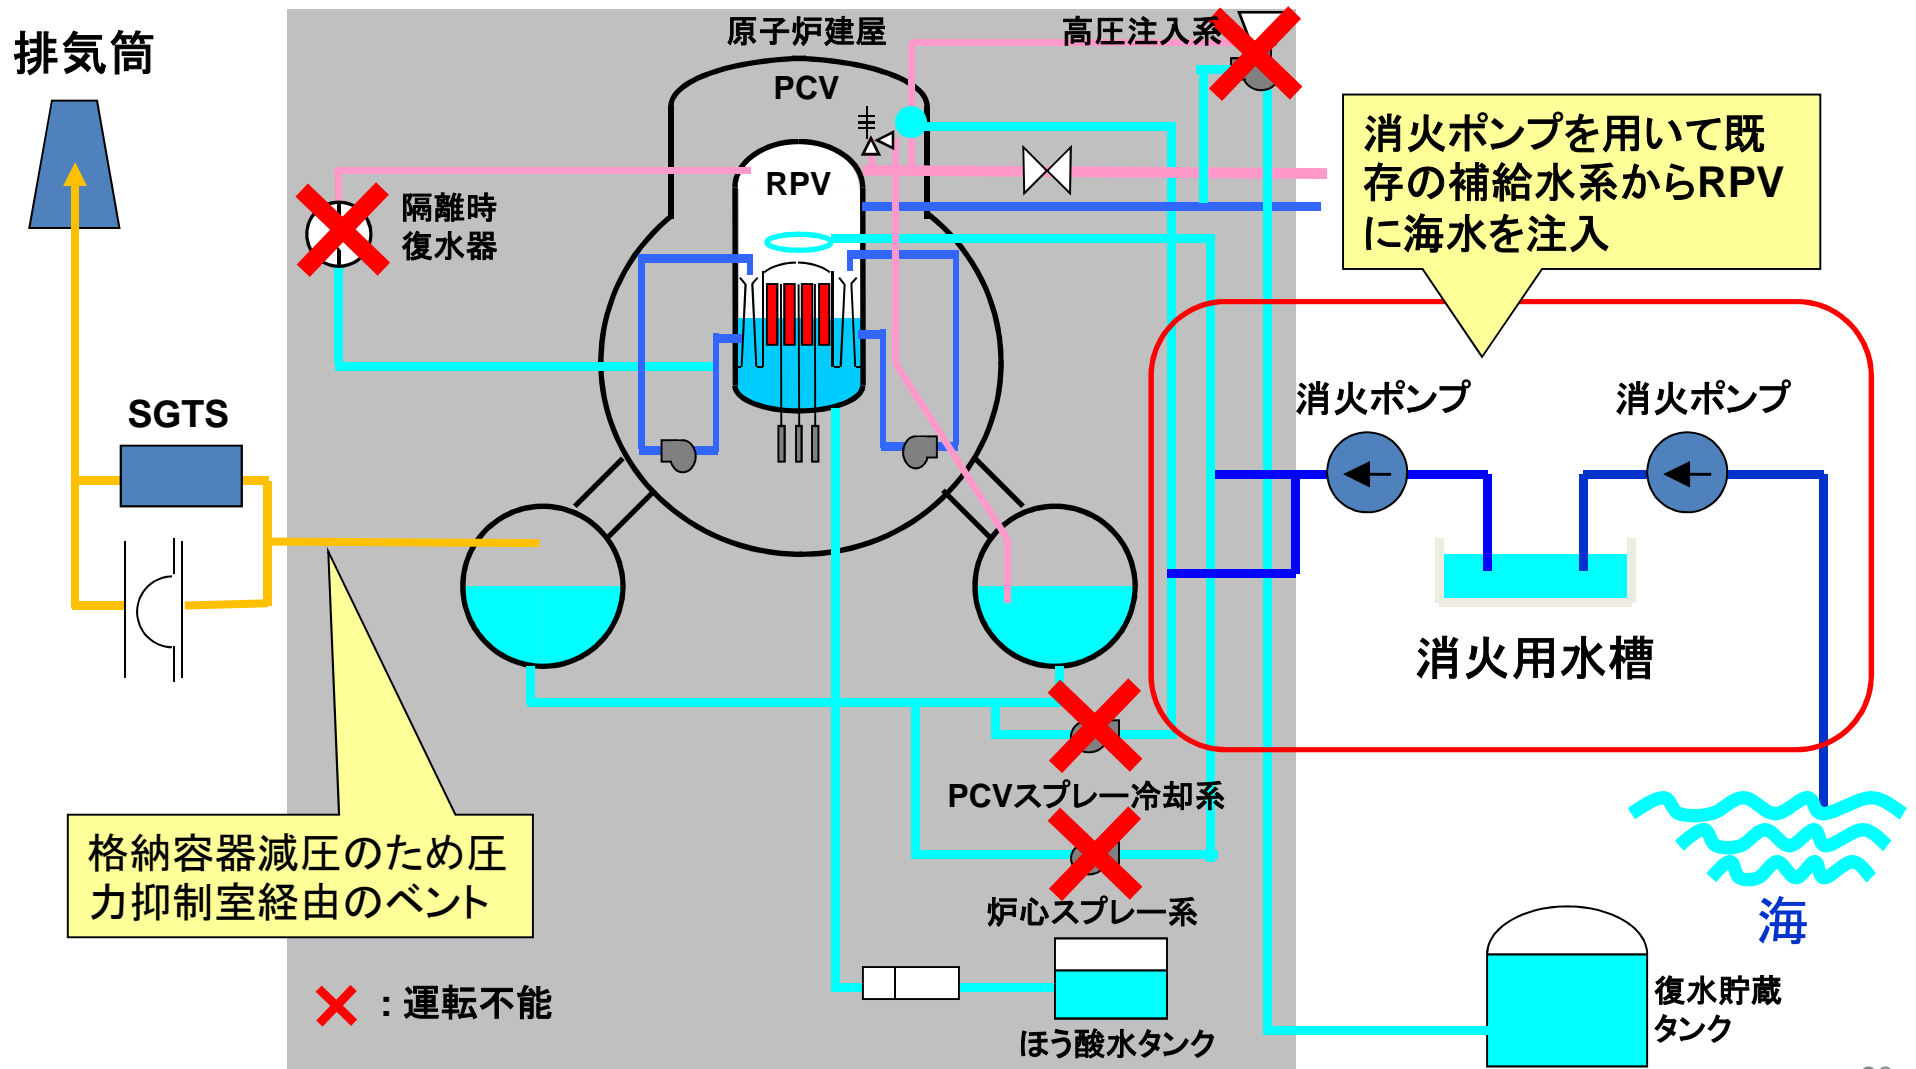 排気筒
原子炉建屋
高圧注入系
PCV
消火ポンプを用いて既
存の補給水系からRPV
に海水を注入
RPV
隔離時
復水器
消火ポンプ
消火ポンプ
SGTS
消火用水槽
PCVスプレー冷却系
格納容器減圧のため圧
力抑制室経由のベント
炉心スプレー系
海
：運転不能
復水貯蔵
タンク
ほう酸水タンク